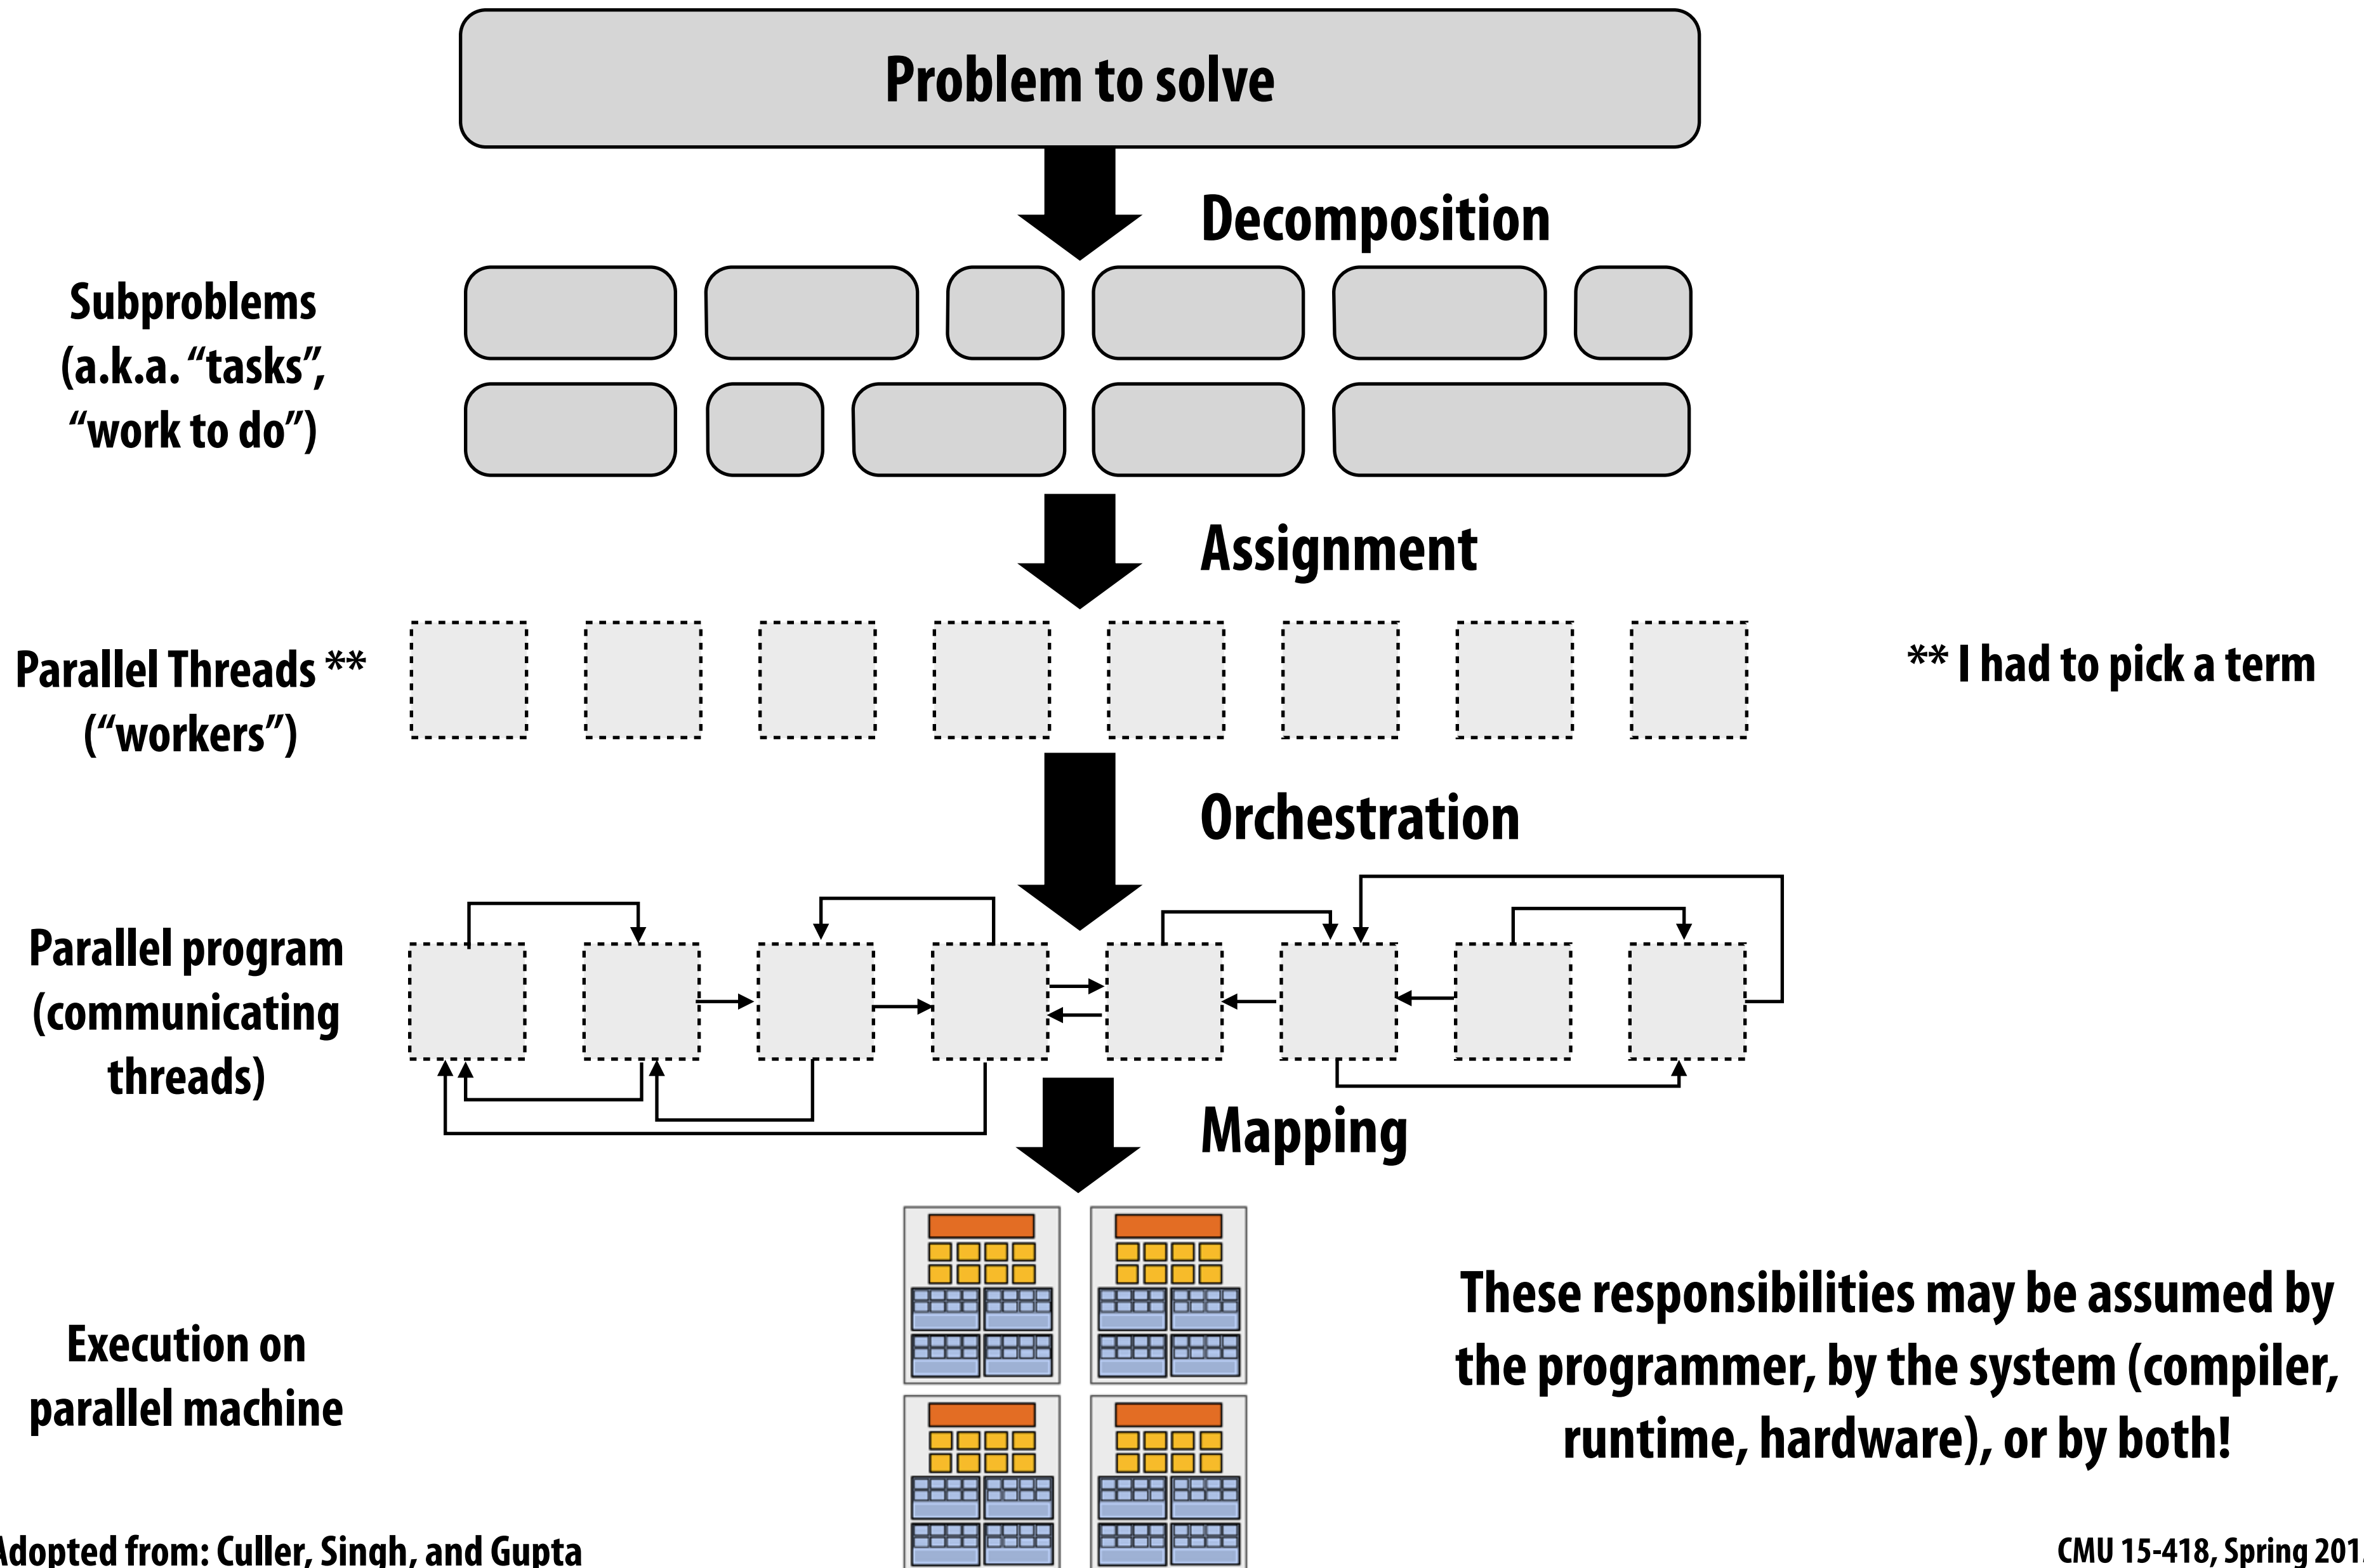 Problem to solve
Decomposition
Subproblems
(a.k.a. “tasks”,
“work to do”)
Assignment
Parallel Threads **
(“workers”)
** I had to pick a term
Orchestration
Parallel program
(communicating
threads)
Mapping
Execution on
parallel machine
These responsibilities may be assumed by
the programmer, by the system (compiler,
runtime, hardware), or by both!
Adopted from: Culler, Singh, and Gupta
CMU 15-418, Spring 201